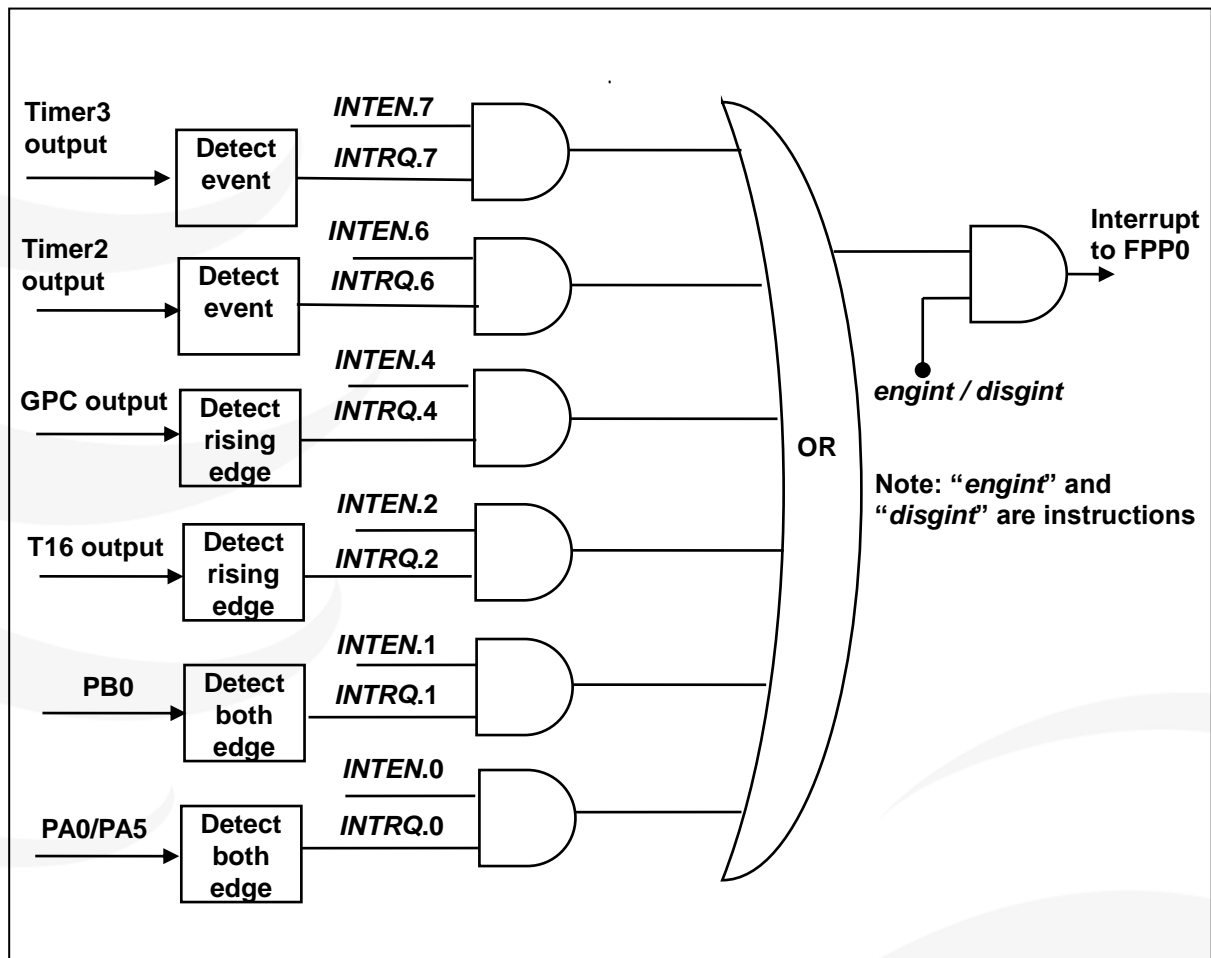 Timer3
output
Detect
event
INTEN.7
INTRQ.7
Timer2
output
Detect
event
INTEN.6
INTRQ.6
GPC output
Detect
rising
edge
INTEN.4
INTRQ.4
T16 output
Detect
rising
edge
INTEN.2
INTRQ.2
PB0
Detect
both
edge
INTEN.1
INTRQ.1
PA0/PA5
Detect
both
edge
INTEN.0
INTRQ.0
OR
Interrupt
to FPP0
engint / disgint
Note: “engint” and
“disgint” are instructions